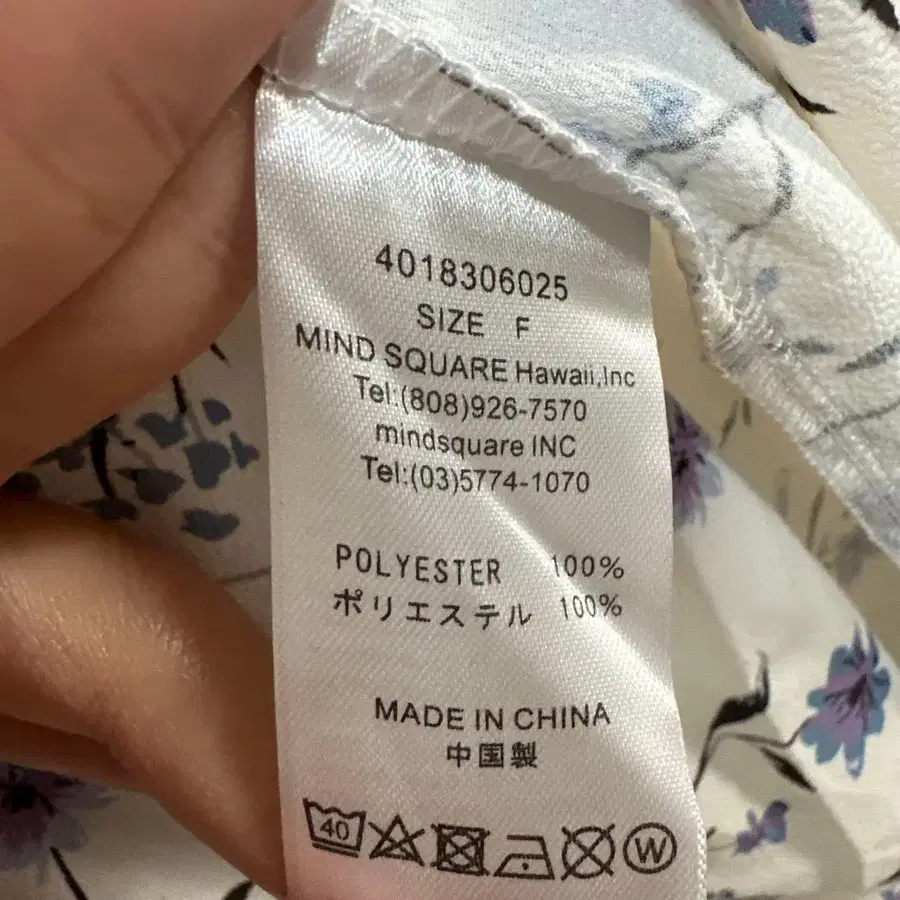 4018306025
SIZE F
MIND SQUARE Hawaii,Inc
Tel:(808)926-7570
mindsquare INC
Tel:(03)5774-1070
POLYESTER 100%
ポリエステル 100%
MADE IN CHINA
中国製
40 W